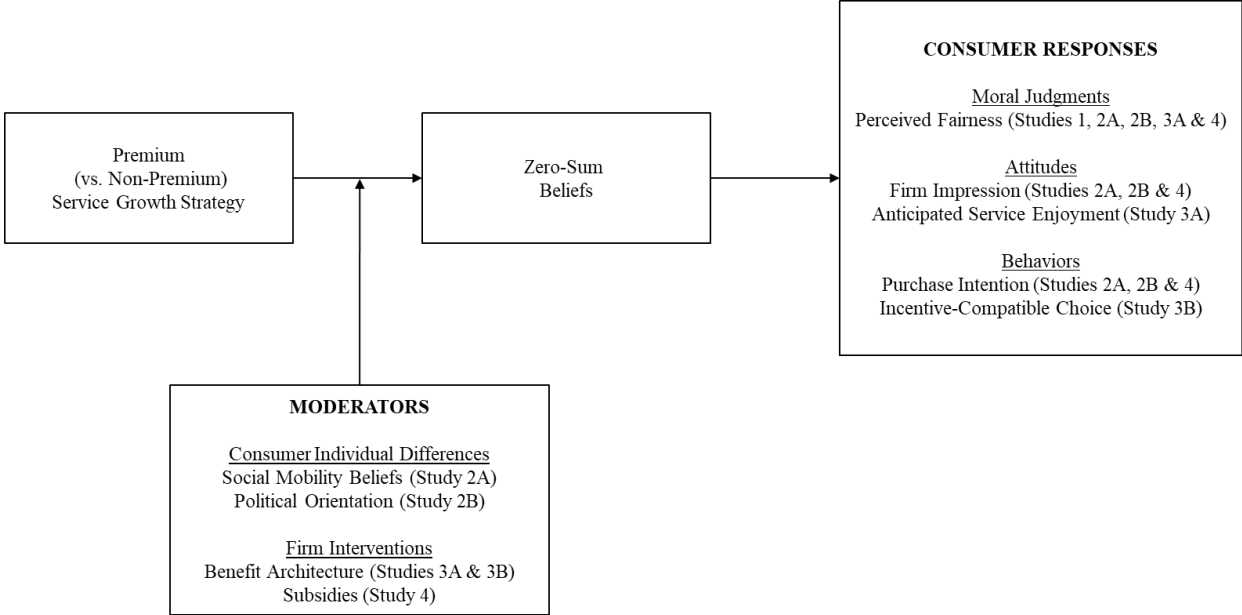 Premium
(vs. Non-Premium)
Service Growth Strategy
Zero-Sum
Beliefs
CONSUMER RESPONSES
Moral Judgments
Perceived Fairness (Studies 1, 2A, 2B, 3A & 4)
Attitudes
Firm Impression (Studies 2A, 2B & 4)
Anticipated Service Enjoyment (Study 3A)
Behaviors
Purchase Intention (Studies 2A, 2B & 4)
Incentive-Compatible Choice (Study 3B)
MODERATORS
Consumer Individual Differences
Social Mobility Beliefs (Study 2A)
Political Orientation (Study 2B)
Firm Interventions
Benefit Architecture (Studies 3A & 3B)
Subsidies (Study 4)